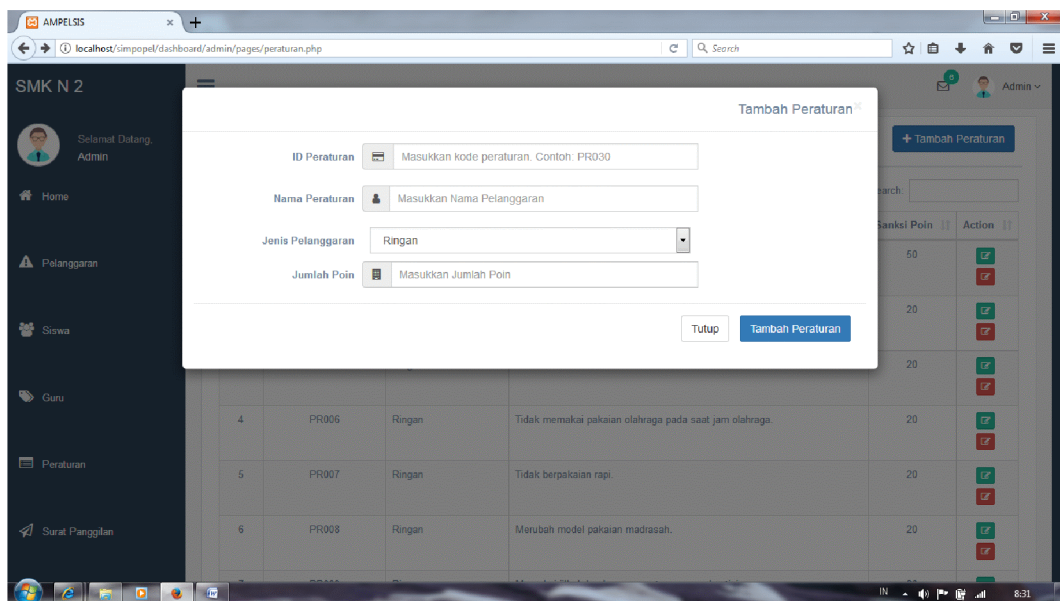 AMPELSIS
localhost/simpopel/dashboard/admin/pages/peraturan.php
Search
SMK N 2
6
Admin
Selamat Datang,
Admin
Home
Pelanggaran
Siswa
Guru
Peraturan
Surat Panggilan
Tambah Peraturan
ID Peraturan Masukkan kode peraturan. Contoh: PR030
Nama Peraturan Masukkan Nama Pelanggaran
Jenis Pelanggaran Ringan
Jumlah Poin Masukkan Jumlah Poin
Tutup Tambah Peraturan
+ Tambah Peraturan
Sanksi Poin Action
50
20
20
4 PR006 Ringan Tidak memakai pakaian olahraga pada saat jam olahraga. 20
5 PR007 Ringan Tidak berpakaian rapi. 20
6 PR008 Ringan Merubah model pakaian madrasah. 20
IN 8:31